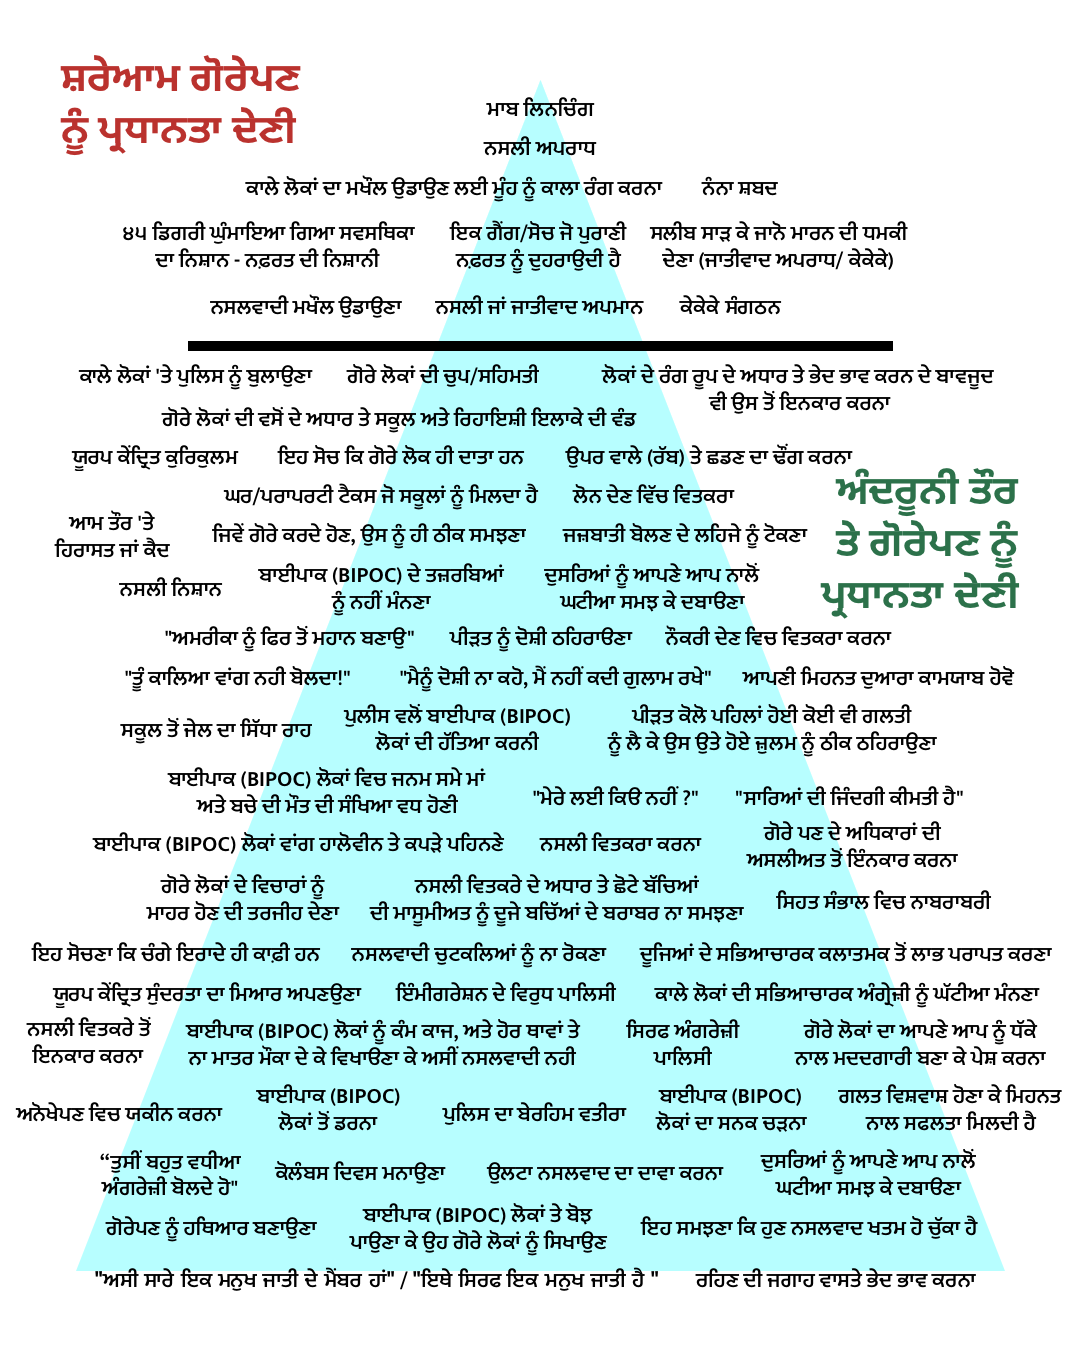 ਸ਼ਰੇਆਮ ਗੋਰੇਪਣ
ਨੂੰ ਪ੍ਰਧਾਨਤਾ ਦੇਣੀ
ਮਾਬ ਲਿਨਚਿੰਗ
ਨਸਲੀ ਅਪਰਾਧ
ਕਾਲੇ ਲੋਕਾਂ ਦਾ ਮਖੌਲ ਉਡਾਉਣ ਲਈ ਮੂੰਹ ਨੂੰ ਕਾਲਾ ਰੰਗ ਕਰਨਾ
ਨੰਨਾ ਸ਼ਬਦ
੪੫ ਡਿਗਰੀ ਘੁੰਮਾਇਆ ਗਿਆ ਸਵਸਥਿਕਾ
ਦਾ ਨਿਸ਼ਾਨ - ਨਫ਼ਰਤ ਦੀ ਨਿਸ਼ਾਨੀ
ਇਕ ਗੈਂਗ/ਸੋਚ ਜੋ ਪੁਰਾਣੀ
ਨਫ਼ਰਤ ਨੂੰ ਦੁਹਰਾਉਦੀ ਹੈ
ਸਲੀਬ ਸਾੜ ਕੇ ਜਾਨੋ ਮਾਰਨ ਦੀ ਧਮਕੀ
ਦੇਣਾ (ਜਾਤੀਵਾਦ ਅਪਰਾਧ/ ਕੇਕੇਕੇ)
ਨਸਲਵਾਦੀ ਮਖੌਲ ਉਡਾਉਣਾ
ਨਸਲੀ ਜਾਂ ਜਾਤੀਵਾਦ ਅਪਮਾਨ
ਕੇਕੇਕੇ ਸੰਗਠਨ
ਕਾਲੇ ਲੋਕਾਂ 'ਤੇ ਪੁਲਿਸ ਨੂੰ ਬੁਲਾਉਣਾ
ਗੋਰੇ ਲੋਕਾਂ ਦੀ ਚੁਪ/ਸਹਿਮਤੀ
ਲੋਕਾਂ ਦੇ ਰੰਗ ਰੂਪ ਦੇ ਅਧਾਰ ਤੇ ਭੇਦ ਭਾਵ ਕਰਨ ਦੇ ਬਾਵਜੂਦ
ਵੀ ਉਸ ਤੋਂ ਇਨਕਾਰ ਕਰਨਾ
ਗੋਰੇ ਲੋਕਾਂ ਦੀ ਵਸੋਂ ਦੇ ਅਧਾਰ ਤੇ ਸਕੂਲ ਅਤੇ ਰਿਹਾਇਸ਼ੀ ਇਲਾਕੇ ਦੀ ਵੰਡ
ਯੂਰਪ ਕੇਂਦ੍ਰਿਤ ਕੁਰਿਕੁਲਮ
ਇਹ ਸੋਚ ਕਿ ਗੋਰੇ ਲੋਕ ਹੀ ਦਾਤਾ ਹਨ
ਉਪਰ ਵਾਲੇ (ਰੱਬ) ਤੇ ਛਡਣ ਦਾ ਢੌਂਗ ਕਰਨਾ
ਅੰਦਰੂਨੀ ਤੌਰ
ਤੇ ਗੋਰੇਪਣ ਨੂੰ
ਪ੍ਰਧਾਨਤਾ ਦੇਣੀ
ਘਰ/ਪਰਾਪਰਟੀ ਟੈਕਸ ਜੋ ਸਕੂਲਾਂ ਨੂੰ ਮਿਲਦਾ ਹੈ
ਲੋਨ ਦੇਣ ਵਿੱਚ ਵਿਤਕਰਾ
ਆਮ ਤੌਰ 'ਤੇ
ਹਿਰਾਸਤ ਜਾਂ ਕੈਦ
ਜਿਵੇਂ ਗੋਰੇ ਕਰਦੇ ਹੋਣ, ਉਸ ਨੂੰ ਹੀ ਠੀਕ ਸਮਝਣਾ
ਜਜ਼ਬਾਤੀ ਬੋਲਣ ਦੇ ਲਹਿਜੇ ਨੂੰ ਟੋਕਣਾ
ਨਸਲੀ ਨਿਸ਼ਾਨ
ਬਾਈਪਾਕ (BIPOC) ਦੇ ਤਜ਼ਰਬਿਆਂ
ਨੂੰ ਨਹੀਂ ਮੰਨਣਾ
ਦੁਸਰਿਆਂ ਨੂੰ ਆਪਣੇ ਆਪ ਨਾਲੋਂ
ਘਟੀਆ ਸਮਝ ਕੇ ਦਬਾੳਣਾ
"ਅਮਰੀਕਾ ਨੂੰ ਫਿਰ ਤੋਂ ਮਹਾਨ ਬਣਾਉ"
ਪੀੜਤ ਨੂੰ ਦੋਸ਼ੀ ਠਹਿਰਾੳਣਾ
ਨੌਕਰੀ ਦੇਣ ਵਿਚ ਵਿਤਕਰਾ ਕਰਨਾ
"ਤੂੰ ਕਾਲਿਆ ਵਾਂਗ ਨਹੀ ਬੋਲਦਾ!"
"ਮੈਨੂੰ ਦੋਸ਼ੀ ਨਾ ਕਹੋ, ਮੈਂ ਨਹੀਂ ਕਦੀ ਗੁਲਾਮ ਰਖੇ"
ਆਪਣੀ ਮਿਹਨਤ ਦੁਆਰਾ ਕਾਮਯਾਬ ਹੋਵੋ
ਸਕੂਲ ਤੋਂ ਜੇਲ ਦਾ ਸਿੱਧਾ ਰਾਹ
ਪੁਲੀਸ ਵਲੋਂ ਬਾਈਪਾਕ (BIPOC)
ਲੋਕਾਂ ਦੀ ਹੱਤਿਆ ਕਰਨੀ
ਪੀੜਤ ਕੋਲੋ ਪਹਿਲਾਂ ਹੋਈ ਕੋਈ ਵੀ ਗਲਤੀ
ਨੂੰ ਲੈ ਕੇ ਉਸ ਉਤੇ ਹੋਏ ਜ਼ੁਲਮ ਨੂੰ ਠੀਕ ਠਹਿਰਾਉਣਾ
ਬਾਈਪਾਕ (BIPOC) ਲੋਕਾਂ ਵਿਚ ਜਨਮ ਸਮੇ ਮਾਂ
ਅਤੇ ਬਚੇ ਦੀ ਮੌਤ ਦੀ ਸੰਖਿਆ ਵਧ ਹੋਣੀ
"ਮੇਰੇ ਲਈ ਕਿੳ ਨਹੀਂ ?"
"ਸਾਰਿਆਂ ਦੀ ਜਿੰਦਗੀ ਕੀਮਤੀ ਹੈ"
ਬਾਈਪਾਕ (BIPOC) ਲੋਕਾਂ ਵਾਂਗ ਹਾਲੋਵੀਨ ਤੇ ਕਪੜੇ ਪਹਿਨਣੇ
ਨਸਲੀ ਵਿਤਕਰਾ ਕਰਨਾ
ਗੋਰੇ ਪਣ ਦੇ ਅਧਿਕਾਰਾਂ ਦੀ
ਅਸਲੀਅਤ ਤੋਂ ਇੰਨਕਾਰ ਕਰਨਾ
ਗੋਰੇ ਲੋਕਾਂ ਦੇ ਵਿਚਾਰਾਂ ਨੂੰ
ਮਾਹਰ ਹੋਣ ਦੀ ਤਰਜੀਹ ਦੇਣਾ
ਨਸਲੀ ਵਿਤਕਰੇ ਦੇ ਅਧਾਰ ਤੇ ਛੋਟੇ ਬੱਚਿਆਂ
ਦੀ ਮਾਸੂਮੀਅਤ ਨੂੰ ਦੂਜੇ ਬਚਿੱਆਂ ਦੇ ਬਰਾਬਰ ਨਾ ਸਮਝਣਾ
ਸਿਹਤ ਸੰਭਾਲ ਵਿਚ ਨਾਬਰਾਬਰੀ
ਇਹ ਸੋਚਣਾ ਕਿ ਚੰਗੇ ਇਰਾਦੇ ਹੀ ਕਾਫ਼ੀ ਹਨ
ਨਸਲਵਾਦੀ ਚੁਟਕਲਿਆਂ ਨੂੰ ਨਾ ਰੋਕਣਾ
ਦੂਜਿਆਂ ਦੇ ਸਭਿਆਚਾਰਕ ਕਲਾਤਮਕ ਤੋਂ ਲਾਭ ਪਰਾਪਤ ਕਰਣਾ
ਯੂਰਪ ਕੇਂਦ੍ਰਿਤ ਸੁੰਦਰਤਾ ਦਾ ਮਿਆਰ ਅਪਣਉਣਾ
ਇੰਮੀਗਰੇਸ਼ਨ ਦੇ ਵਿਰੁਧ ਪਾਲਿਸੀ
ਕਾਲੇ ਲੋਕਾਂ ਦੀ ਸਭਿਆਚਾਰਕ ਅੰਗ੍ਰੇਜ਼ੀ ਨੂੰ ਘੱਟੀਆ ਮੰਨਣਾ
ਨਸਲੀ ਵਿਤਕਰੇ ਤੋਂ
ਇਨਕਾਰ ਕਰਨਾ
ਬਾਈਪਾਕ (BIPOC) ਲੋਕਾਂ ਨੂੰ ਕੰਮ ਕਾਜ, ਅਤੇ ਹੋਰ ਥਾਵਾਂ ਤੇ
ਨਾ ਮਾਤਰ ਮੌਕਾ ਦੇ ਕੇ ਵਿਖਾੳਣਾ ਕੇ ਅਸੀਂ ਨਸਲਵਾਦੀ ਨਹੀ
ਸਿਰਫ ਅੰਗਰੇਜ਼ੀ
ਪਾਲਿਸੀ
ਗੋਰੇ ਲੋਕਾਂ ਦਾ ਆਪਣੇ ਆਪ ਨੂੰ ਧੱਕੇ
ਨਾਲ ਮਦਦਗਾਰੀ ਬਣਾ ਕੇ ਪੇਸ਼ ਕਰਨਾ
ਅਨੋਖੇਪਣ ਵਿਚ ਯਕੀਨ ਕਰਨਾ
ਬਾਈਪਾਕ (BIPOC)
ਲੋਕਾਂ ਤੋਂ ਡਰਨਾ
ਪੁਲਿਸ ਦਾ ਬੇਰਹਿਮ ਵਤੀਰਾ
ਬਾਈਪਾਕ (BIPOC)
ਲੋਕਾਂ ਦਾ ਸਨਕ ਚੜਨਾ
ਗਲਤ ਵਿਸ਼ਵਾਸ਼ ਹੋਣਾ ਕੇ ਮਿਹਨਤ
ਨਾਲ ਸਫਲਤਾ ਮਿਲਦੀ ਹੈ
“ਤੁਸੀਂ ਬਹੁਤ ਵਧੀਆ
ਅੰਗਰੇਜ਼ੀ ਬੋਲਦੇ ਹੋ"
ਕੋਲੰਬਸ ਦਿਵਸ ਮਨਾਉਣਾ
ਉਲਟਾ ਨਸਲਵਾਦ ਦਾ ਦਾਵਾ ਕਰਨਾ
ਦੁਸਰਿਆਂ ਨੂੰ ਆਪਣੇ ਆਪ ਨਾਲੋਂ
ਘਟੀਆ ਸਮਝ ਕੇ ਦਬਾੳਣਾ
ਗੋਰੇਪਣ ਨੂੰ ਹਥਿਆਰ ਬਣਾਉਣਾ
ਬਾਈਪਾਕ (BIPOC) ਲੋਕਾਂ ਤੇ ਬੋਝ
ਪਾਉਣਾ ਕੇ ਉਹ ਗੋਰੇ ਲੋਕਾਂ ਨੂੰ ਸਿਖਾਉਣ
ਇਹ ਸਮਝਣਾ ਕਿ ਹੁਣ ਨਸਲਵਾਦ ਖਤਮ ਹੋ ਚੁੱਕਾ ਹੈ
"ਅਸੀ ਸਾਰੇ ਇਕ ਮਨੁਖ ਜਾਤੀ ਦੇ ਮੈਂਬਰ ਹਾਂ" / "ਇਥੇ ਸਿਰਫ ਇਕ ਮਨੁਖ ਜਾਤੀ ਹੈ "
ਰਹਿਣ ਦੀ ਜਗਾਹ ਵਾਸਤੇ ਭੇਦ ਭਾਵ ਕਰਨਾ